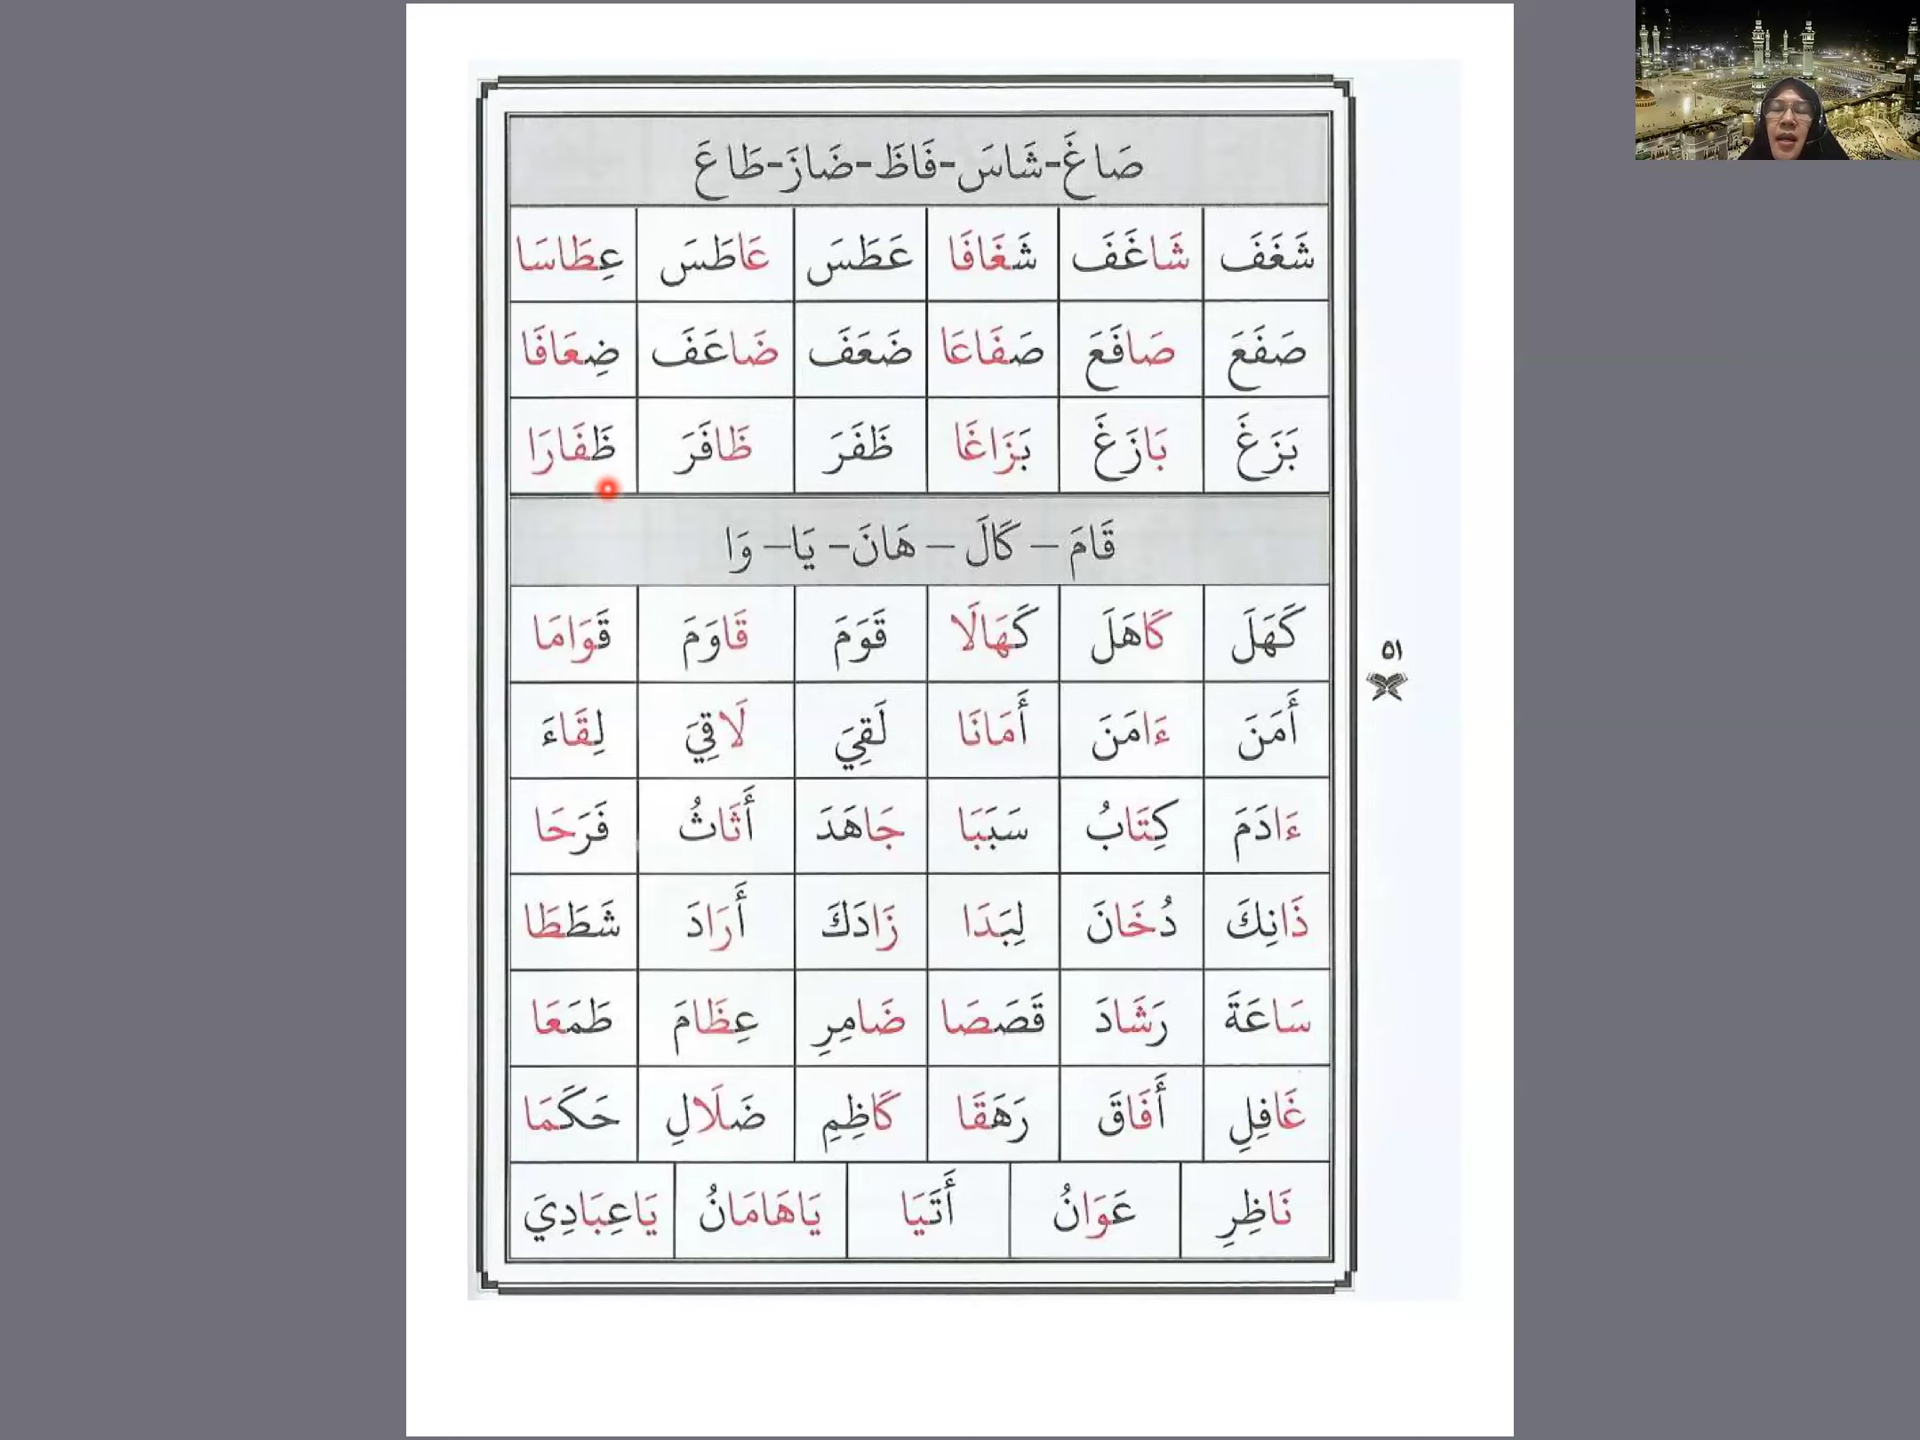 صَاغَ-شَاسَ-فَاظَ-ضَازَ-طَاعَ
شَغَفَ شَاغَفَ شَغَافَا عَطَسَ عَاطَسَ عِطَاسَا
صَفَعَ صَافَعَ صَفَاعَا ضَعَفَ ضَاعَفَ ضِعَافَا
بَزَغَ بَازَغَ بَزَاغَا ظَفَرَ ظَافَرَ ظَفَارَا
قَامَ – كَالَ – هَانَ – يَا – وَا
كَهَلَ كَاهَلَ كَهَالَا قَوَمَ قَاوَمَ قَوَامَا
٥١
أَمَنَ ءَامَنَ أَمَانَا لَقِيَ لَاقِيَ لِقَاءَ
ءَادَمَ كِتَابُ سَبَبَا جَاهَدَ أَثَاثُ فَرَحَا
ذَانِكَ دُخَانَ لِبَدَا زَادَكَ أَرَادَ شَطَطَا
سَاعَةَ رَشَادَ قَصَصَا ضَامِرِ عِظَامَ طَمَعَا
غَافِلِ أَفَاقَ رَهَقَا كَاظِمِ ضَلَالِ حَكَمَا
نَاظِرِ عَوَانُ أَتَيَا يَاهَامَانُ يَاعِبَادِيَ